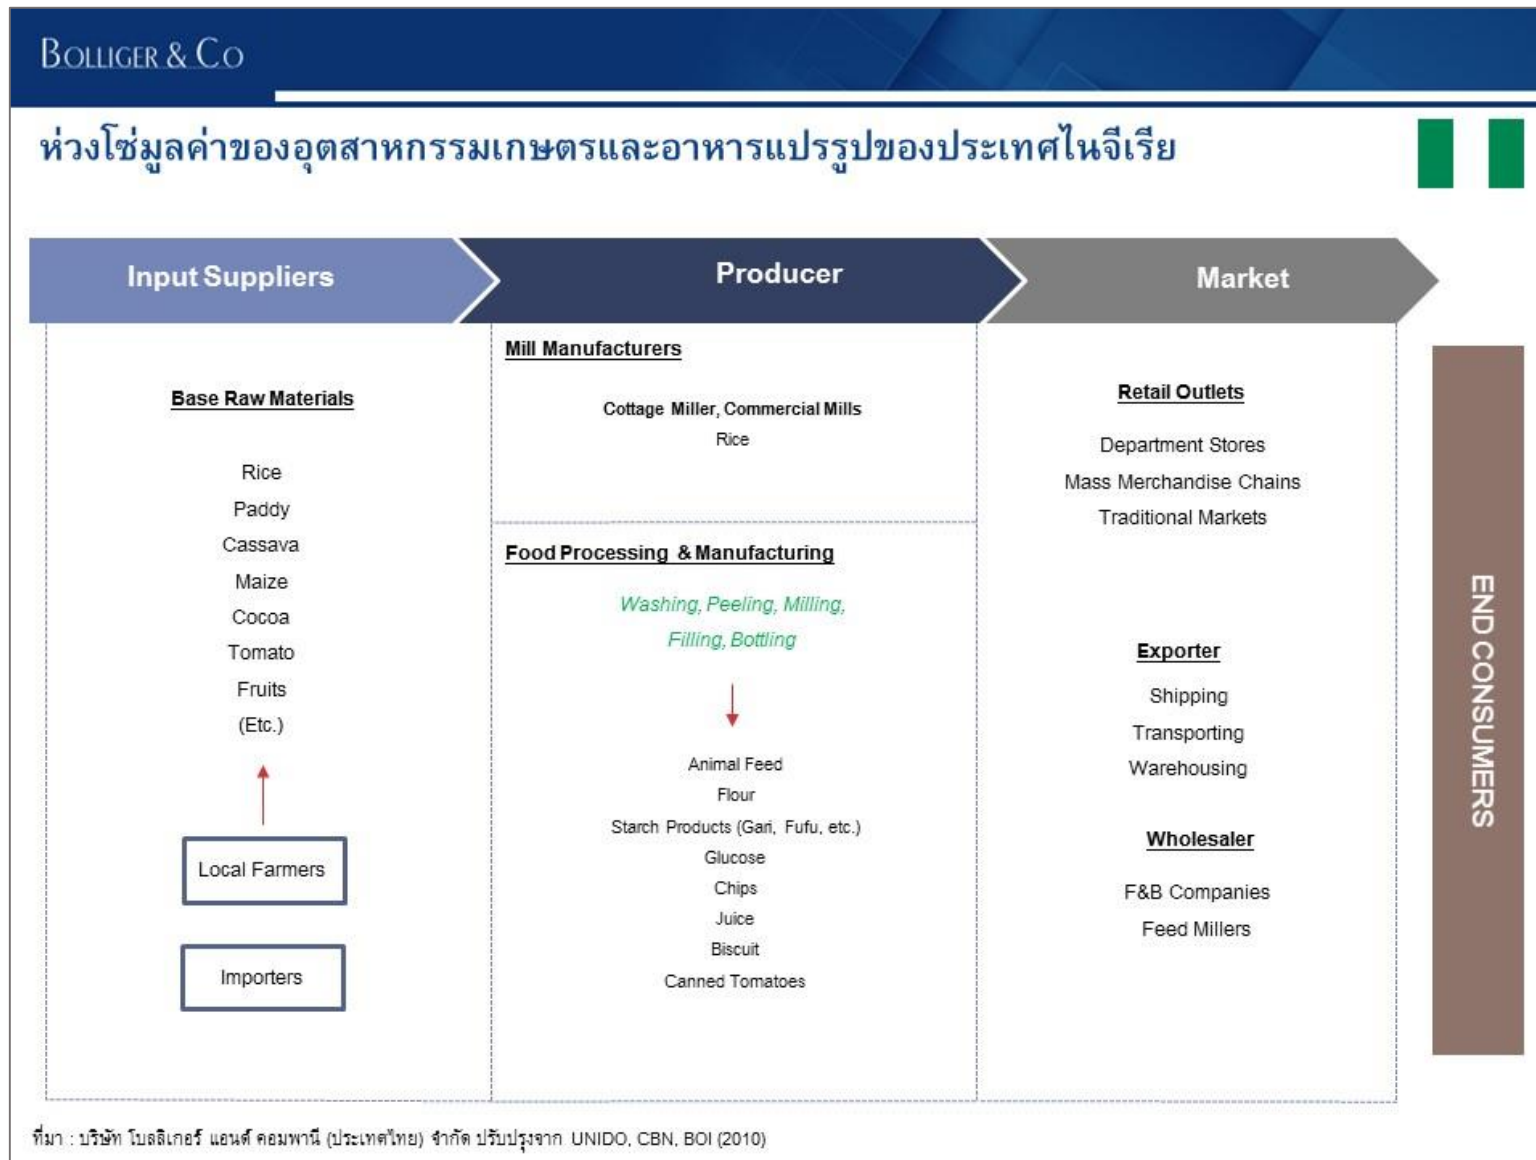 BOLLIGER & CO
ห่วงโซ่มูลค่าของอุตสาหกรรมเกษตรและอาหารแปรรูปของประเทศไนจีเรีย
Input Suppliers
Producer
Market
Base Raw Materials
Rice
Paddy
Cassava
Maize
Cocoa
Tomato
Fruits
(Etc.)
Local Farmers
Importers
Mill Manufacturers
Cottage Miller, Commercial Mills
Rice
Food Processing & Manufacturing
Washing, Peeling, Milling,
Filling, Bottling
Animal Feed
Flour
Starch Products (Gari, Fufu, etc.)
Glucose
Chips
Juice
Biscuit
Canned Tomatoes
Retail Outlets
Department Stores
Mass Merchandise Chains
Traditional Markets
Exporter
Shipping
Transporting
Warehousing
Wholesaler
F&B Companies
Feed Millers
END CONSUMERS
ที่มา : บริษัท โบลลิเกอร์ แอนด์ คอมพานี (ประเทศไทย) จำกัด ปรับปรุงจาก UNIDO, CBN, BOI (2010)